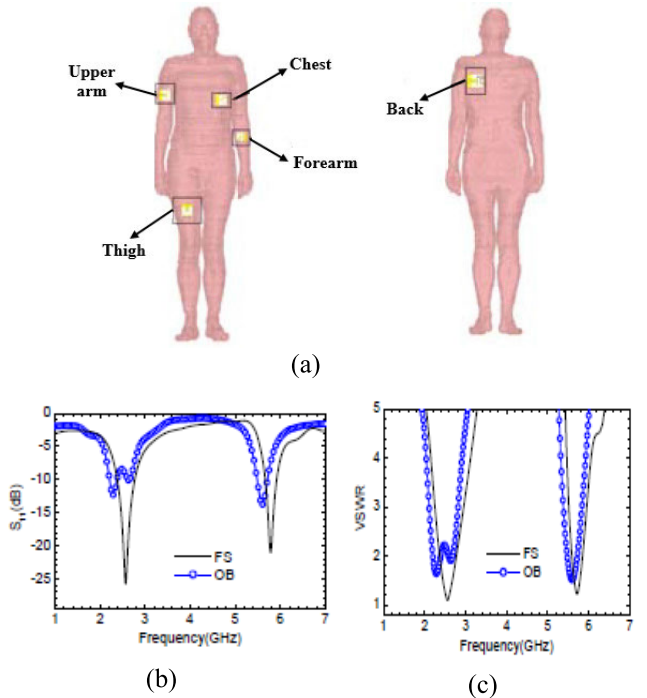 Upper
arm
Chest
Back
Forearm
Thigh
(a)
0
-5
-10
-15
-20
-25
S11(dB)
FS
OB
1 2 3 4 5 6 7
Frequency(GHz)
(b)
5
4
3
2
1
VSWR
FS
OB
1 2 3 4 5 6 7
Frequency(GHz)
(c)